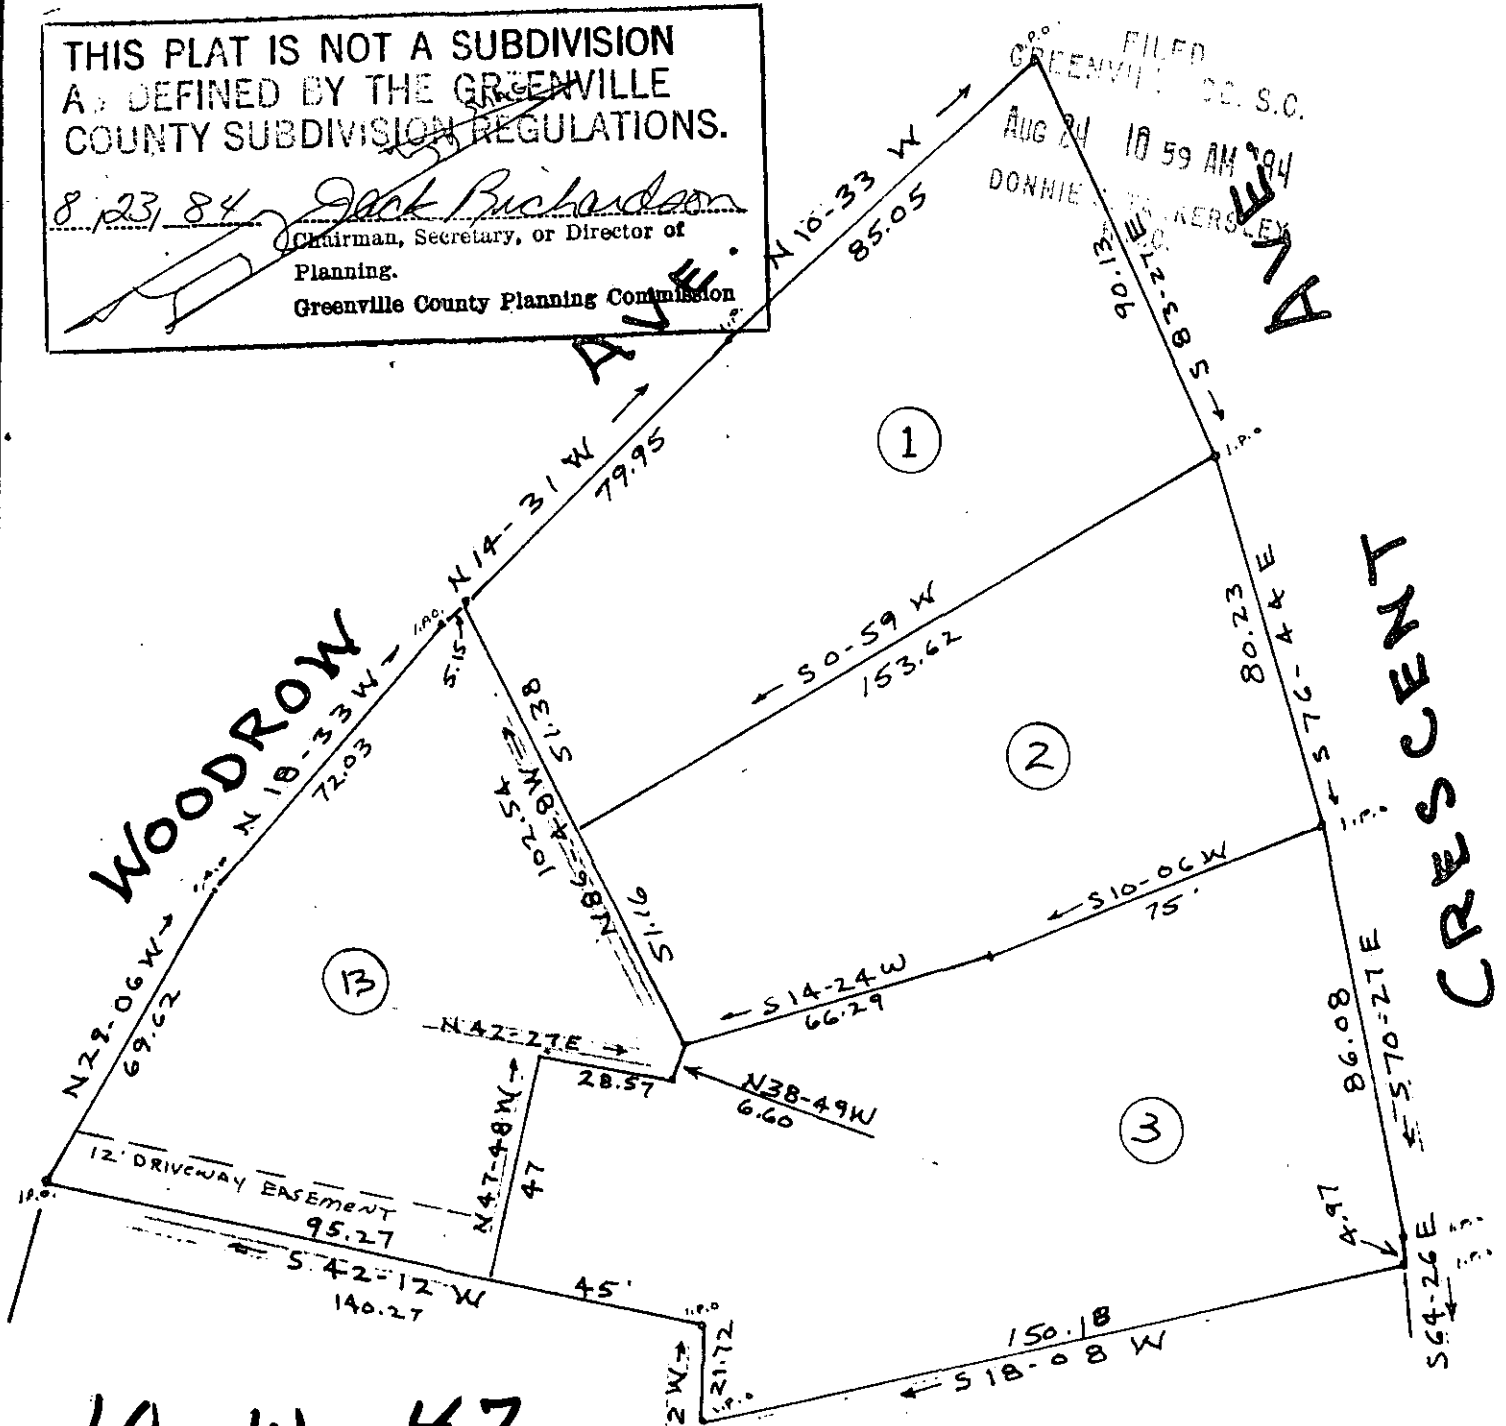 THIS PLAT IS NOT A SUBDIVISION
AS DEFINED BY THE GREENVILLE
COUNTY SUBDIVISION REGULATIONS.
8, 23, 84 Jack Richardson
Chairman, Secretary, or Director of
Planning.
Greenville County Planning Commission
I.P.O
FILED
GREENVILL CO. S.C.
AUG 24 10 59 AM '84
DONNIE KERSLEY
WOODROW AVE.
CRESCENT AVE
N 10-33 W
85.05
90.13
S 83-27 E
I.P.O
I.P.O
N 14-31 W
79.95
1
S 0-59 W
153.62
80.23
S 76-44 E
I.P.O.
5.15
N 18-33 W
72.03
51.38
102.54
N 86-48 W
51.16
2
I.P.O
S 10-06 W
75'
I.P.O
13
S 14-24 W
66.29
N 29-06 W
69.62
N 42-27 E
28.57
N 38-49 W
6.60
86.08
S 70-27 E
3
N 47-48 W
47
12' DRIVEWAY EASEMENT
95.27
I.P.O.
S 42-12 W
140.27
45'
4.97
I.P.O
I.P.O
S 64-26 E
I.P.O
21.72
2 W
I.P.O
150.18
S 18-08 W